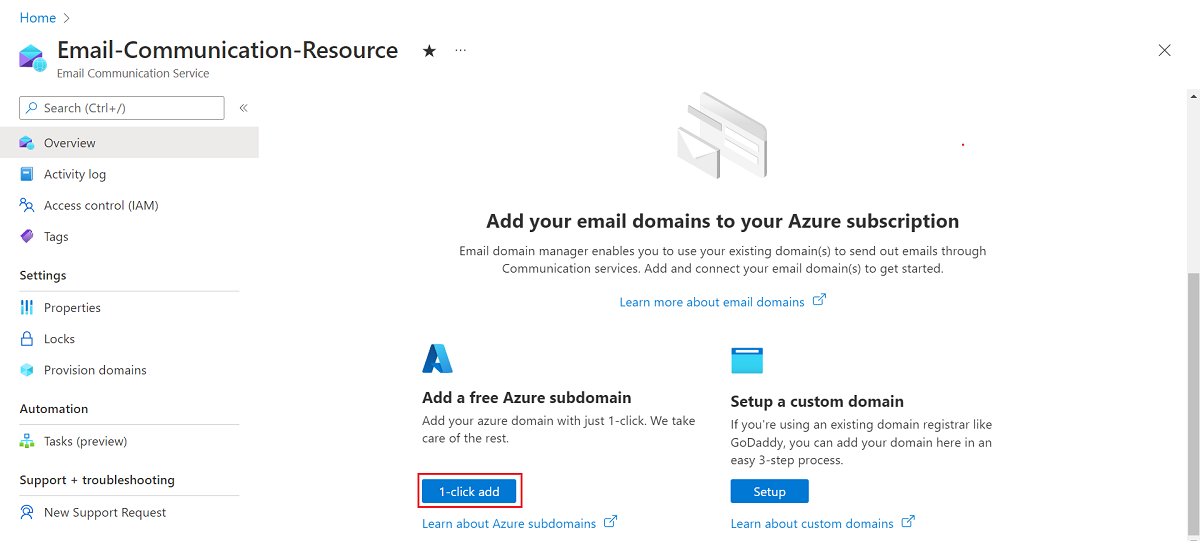 Home
Email-Communication-Resource
Email Communication Service
Search (Ctrl+/)
Overview
Activity log
Access control (IAM)
Tags
Settings
Properties
Locks
Provision domains
Automation
Tasks (preview)
Support + troubleshooting
New Support Request
Add your email domains to your Azure subscription
Email domain manager enables you to use your existing domain(s) to send out emails through
Communication services. Add and connect your email domain(s) to get started.
Learn more about email domains
Add a free Azure subdomain
Add your azure domain with just 1-click. We take
care of the rest.
1-click add
Learn about Azure subdomains
Setup a custom domain
If you're using an existing domain registrar like
GoDaddy, you can add your domain here in an
easy 3-step process.
Setup
Learn about custom domains